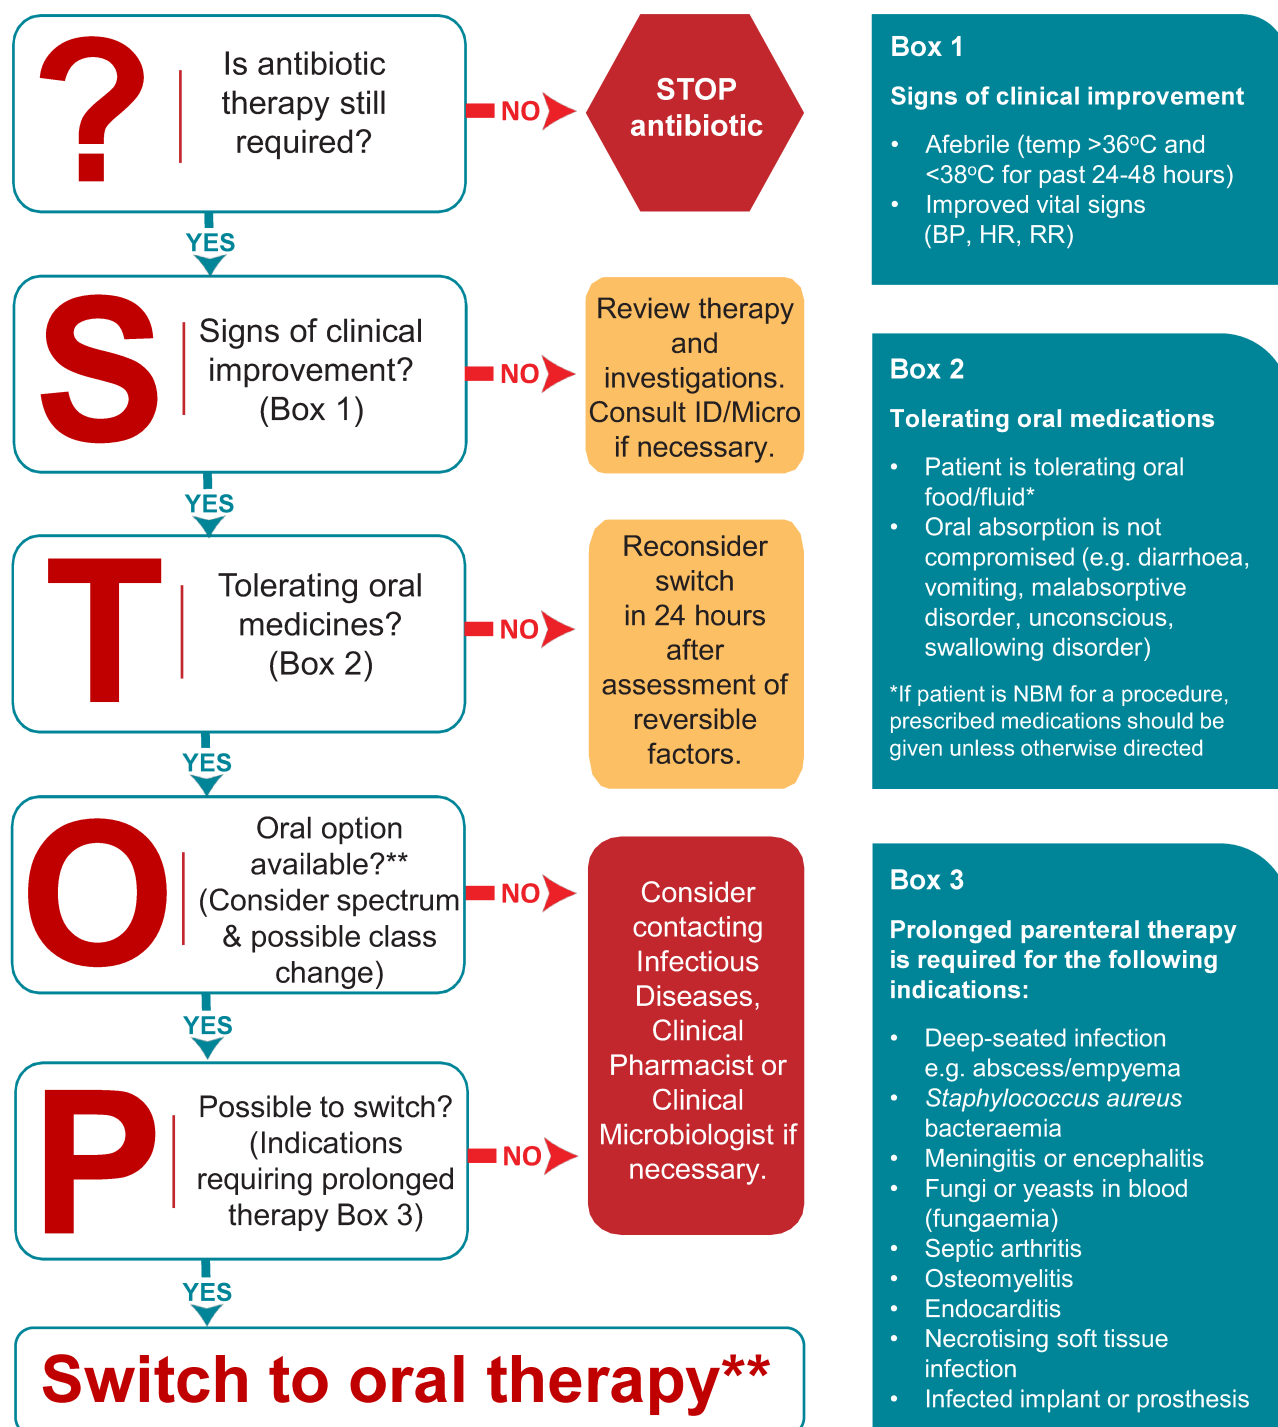 ?
Is antibiotic
therapy still
required?
NO
STOP
antibiotic
YES
S
Signs of clinical
improvement?
(Box 1)
NO
Review therapy
and
investigations.
Consult ID/Micro
if necessary.
YES
T
Tolerating oral
medicines?
(Box 2)
NO
Reconsider
switch
in 24 hours
after
assessment of
reversible
factors.
YES
O
Oral option
available?**
(Consider spectrum
& possible class
change)
NO
Consider
contacting
Infectious
Diseases,
Clinical
Pharmacist or
Clinical
Microbiologist if
necessary.
YES
P
Possible to switch?
(Indications
requiring prolonged
therapy Box 3)
NO
YES
Switch to oral therapy**
Box 1
Signs of clinical improvement
• Afebrile (temp >36ºC and
<38ºC for past 24-48 hours)
• Improved vital signs
(BP, HR, RR)
Box 2
Tolerating oral medications
• Patient is tolerating oral
food/fluid*
• Oral absorption is not
compromised (e.g. diarrhoea,
vomiting, malabsorptive
disorder, unconscious,
swallowing disorder)
*If patient is NBM for a procedure,
prescribed medications should be
given unless otherwise directed
Box 3
Prolonged parenteral therapy
is required for the following
indications:
• Deep-seated infection
e.g. abscess/empyema
• Staphylococcus aureus
bacteraemia
• Meningitis or encephalitis
• Fungi or yeasts in blood
(fungaemia)
• Septic arthritis
• Osteomyelitis
• Endocarditis
• Necrotising soft tissue
infection
• Infected implant or prosthesis